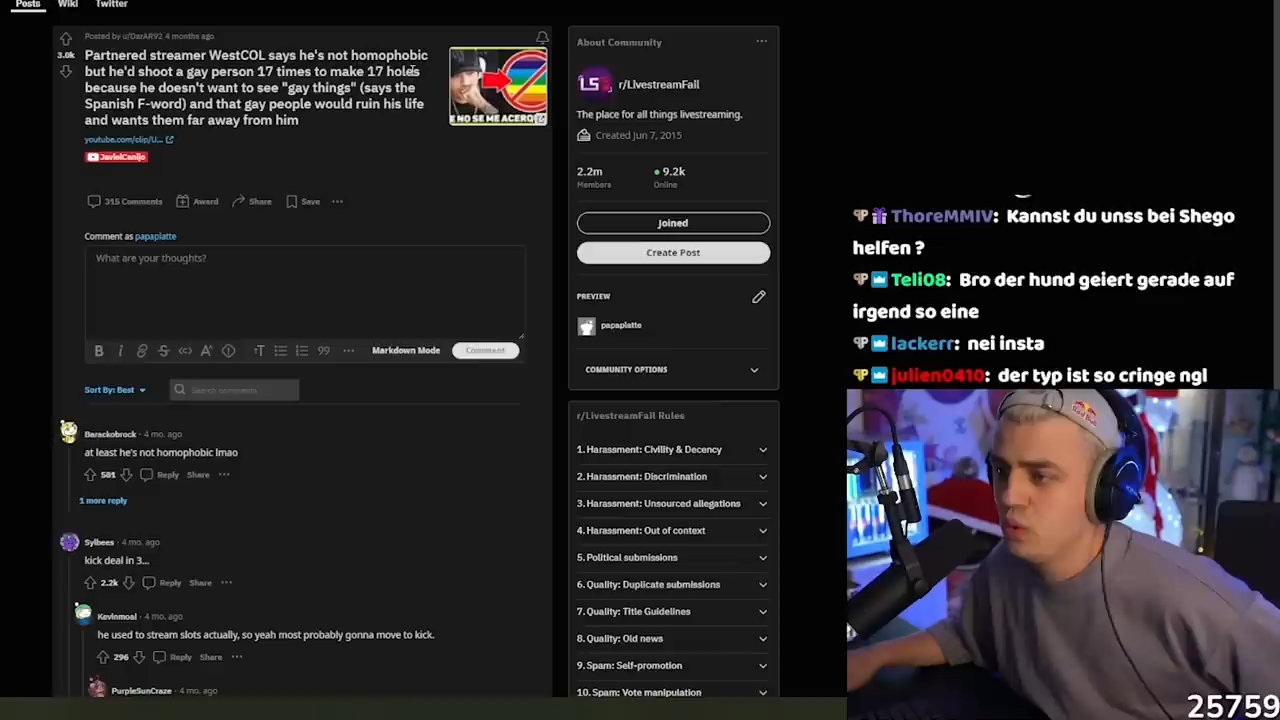 Posts Wiki Twitter
Posted by u/DarAR92 4 months ago
3.0k
Partnered streamer WestCOL says he's not homophobic
but he'd shoot a gay person 17 times to make 17 holes
because he doesn't want to see "gay things" (says the
Spanish F-word) and that gay people would ruin his life
and wants them far away from him
youtube.com/clip/U...
JavielCanijo
E NO SE ME ACERQ
315 Comments Award Share Save
Comment as papaplatte
What are your thoughts?
B i Markdown Mode Comment
Sort By: Best Search comments
Barackobrock · 4 mo. ago
at least he's not homophobic lmao
501 Reply Share
1 more reply
Sylbees · 4 mo. ago
kick deal in 3...
2.2k Reply Share
Kevinmoal · 4 mo. ago
he used to stream slots actually, so yeah most probably gonna move to kick.
296 Reply Share
PurpleSunCraze · 4 mo. ago
About Community
LS r/LivestreamFail
The place for all things livestreaming.
Created Jun 7, 2015
2.2m 9.2k
Members Online
Joined
Create Post
PREVIEW
papaplatte
COMMUNITY OPTIONS
r/LivestreamFail Rules
1. Harassment: Civility & Decency
2. Harassment: Discrimination
3. Harassment: Unsourced allegations
4. Harassment: Out of context
5. Political submissions
6. Quality: Duplicate submissions
7. Quality: Title Guidelines
8. Quality: Old news
9. Spam: Self-promotion
10. Spam: Vote manipulation
ThoreMMIV: Kannst du unss bei Shego
helfen ?
Teli08: Bro der hund geiert gerade auf
irgend so eine
lackerr: nei insta
julien0410: der typ ist so cringe ngl
Red Bull
25759